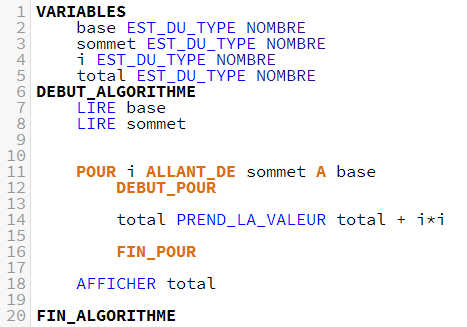 1 VARIABLES
2 base EST_DU_TYPE NOMBRE
3 sommet EST_DU_TYPE NOMBRE
4 i EST_DU_TYPE NOMBRE
5 total EST_DU_TYPE NOMBRE
6 DEBUT_ALGORITHME
7 LIRE base
8 LIRE sommet
9
10
11 POUR i ALLANT_DE sommet A base
12 DEBUT_POUR
13
14 total PREND_LA_VALEUR total + i*i
15
16 FIN_POUR
17
18 AFFICHER total
19
20 FIN_ALGORITHME